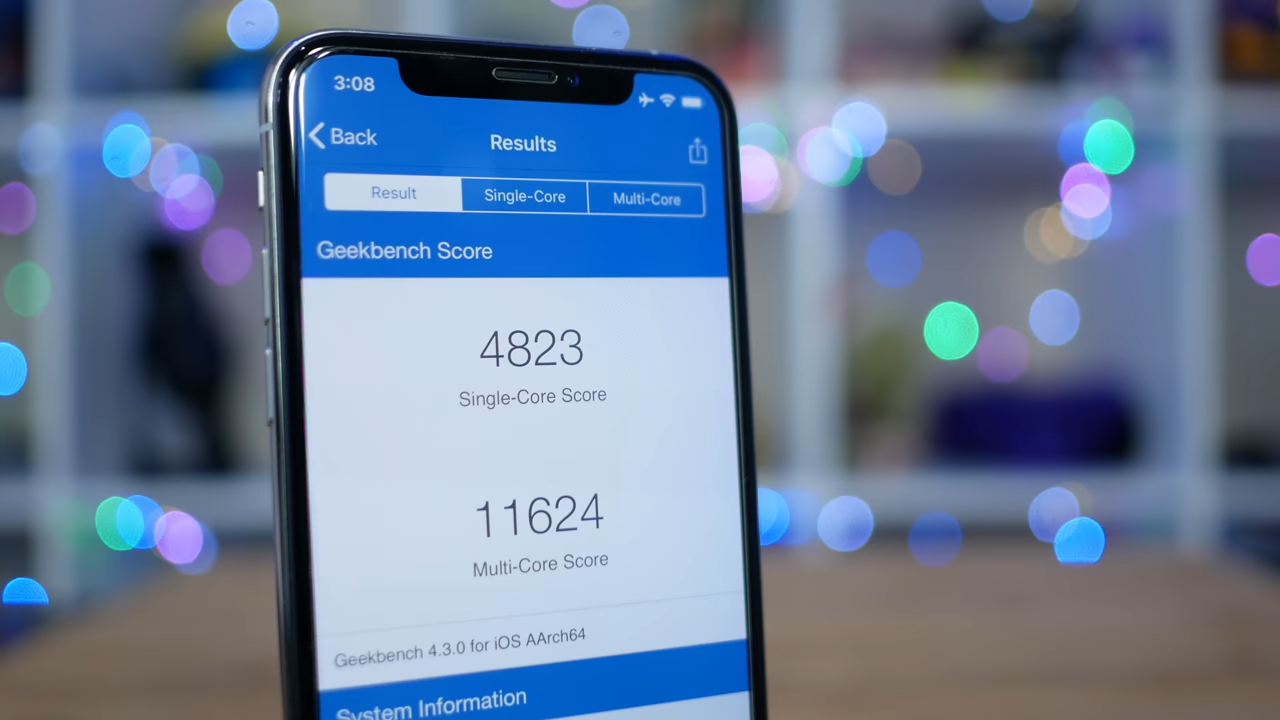 3:08
Back
Results
Result
Single-Core
Multi-Core
Geekbench Score
4823
Single-Core Score
11624
Multi-Core Score
Geekbench 4.3.0 for iOS AArch64
System Information